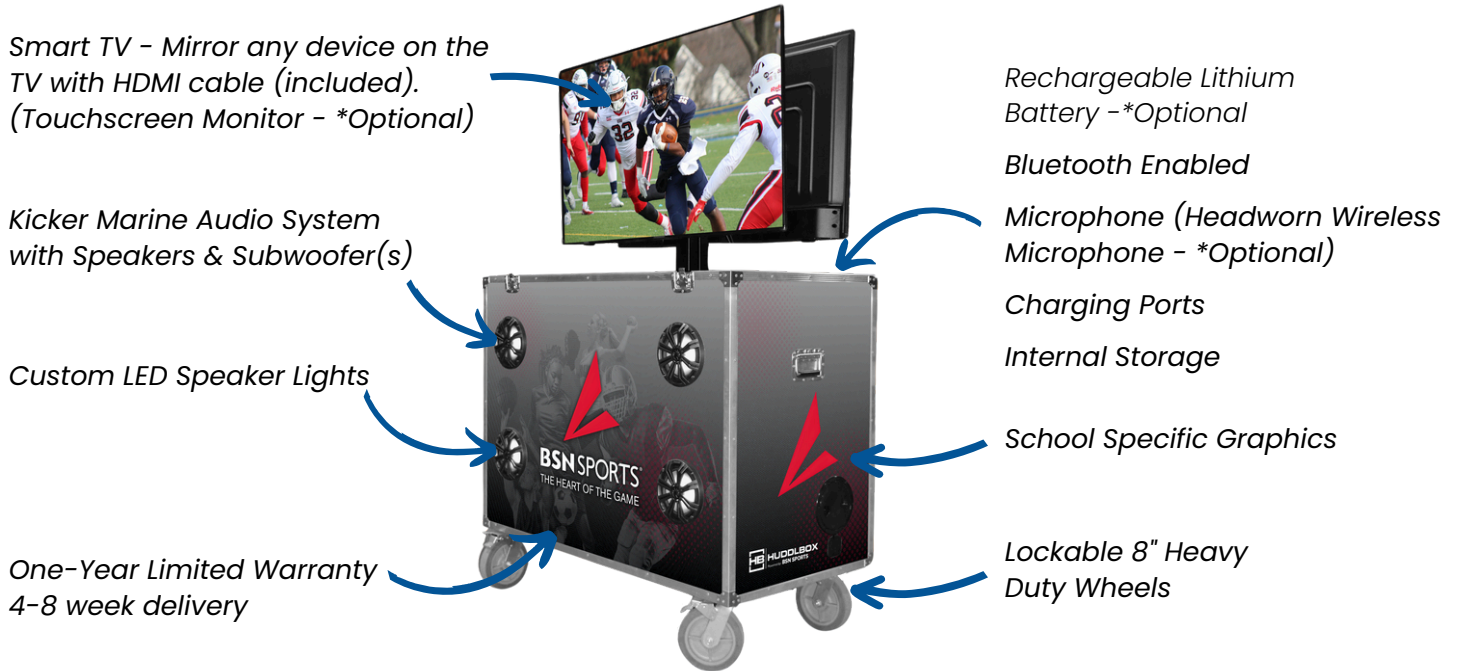 Smart TV - Mirror any device on the
TV with HDMI cable (included).
(Touchscreen Monitor - *Optional)
Kicker Marine Audio System
with Speakers & Subwoofer(s)
Custom LED Speaker Lights
One-Year Limited Warranty
4-8 week delivery
32
BSN SPORTS
THE HEART OF THE GAME
HB HUDDLBOX
BSN SPORTS
Rechargeable Lithium
Battery -*Optional
Bluetooth Enabled
Microphone (Headworn Wireless
Microphone - *Optional)
Charging Ports
Internal Storage
School Specific Graphics
Lockable 8" Heavy
Duty Wheels